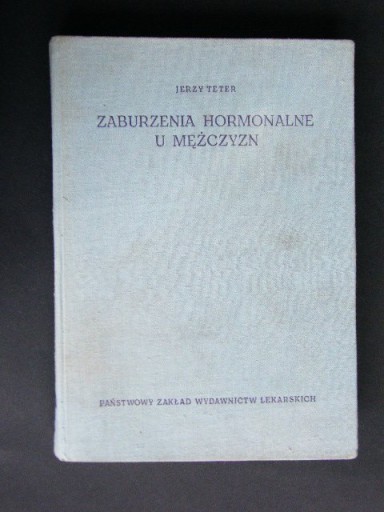 JERZY TETER
ZABURZENIA HORMONALNE
U MĘŻCZYZN
PAŃSTWOWY ZAKŁAD WYDAWNICTW LEKARSKICH